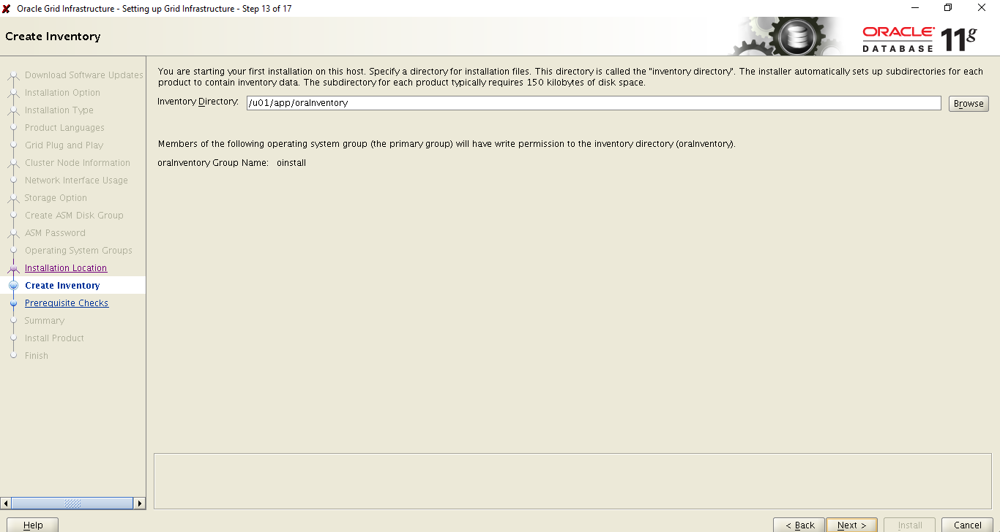 Oracle Grid Infrastructure - Setting up Grid Infrastructure - Step 13 of 17
Create Inventory
ORACLE
DATABASE
11g
Download Software Updates
Installation Option
Installation Type
Product Languages
Grid Plug and Play
Cluster Node Information
Network Interface Usage
Storage Option
Create ASM Disk Group
ASM Password
Operating System Groups
Installation Location
Create Inventory
Prerequisite Checks
Summary
Install Product
Finish
You are starting your first installation on this host. Specify a directory for installation files. This directory is called the "inventory directory". The installer automatically sets up subdirectories for each
product to contain inventory data. The subdirectory for each product typically requires 150 kilobytes of disk space.
Inventory Directory: /u01/app/oraInventory
Browse
Members of the following operating system group (the primary group) will have write permission to the inventory directory (oraInventory).
oraInventory Group Name: oinstall
Help
< Back
Next >
Install
Cancel